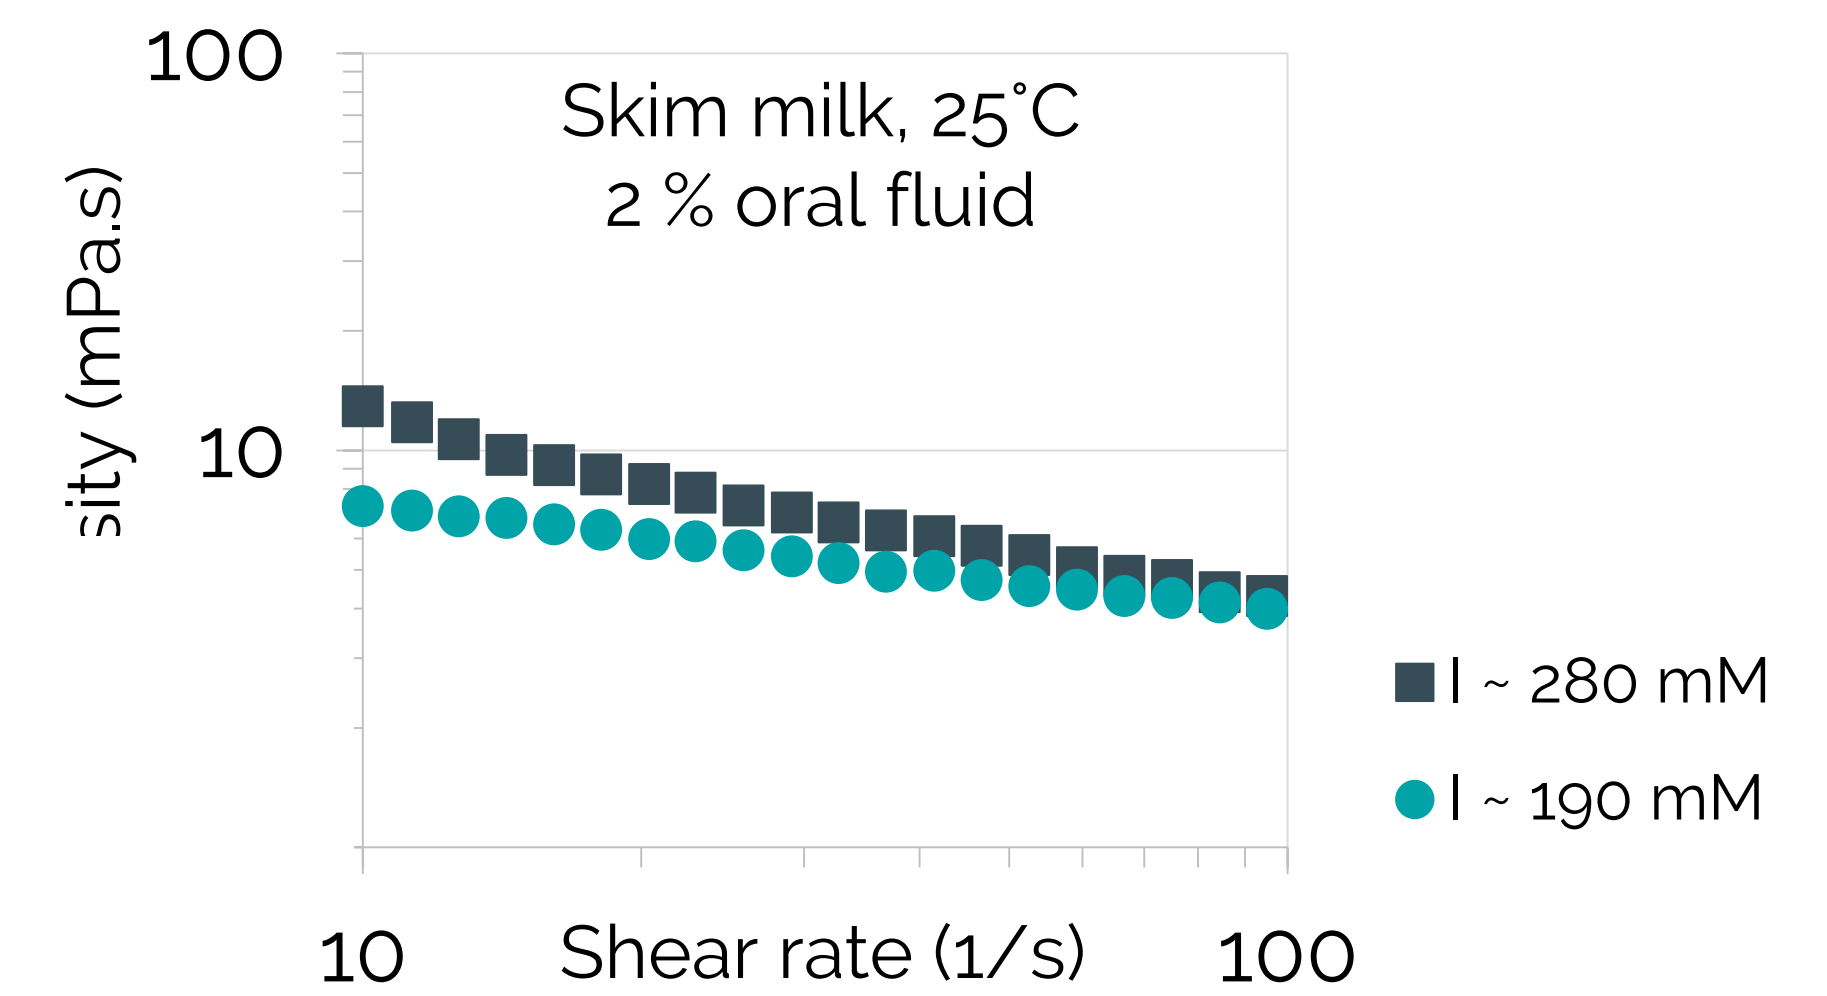 100
Skim milk, 25°C
2 % oral fluid
sity (mPa.s)
10
I ~ 280 mM
I ~ 190 mM
10
Shear rate (1/s)
100